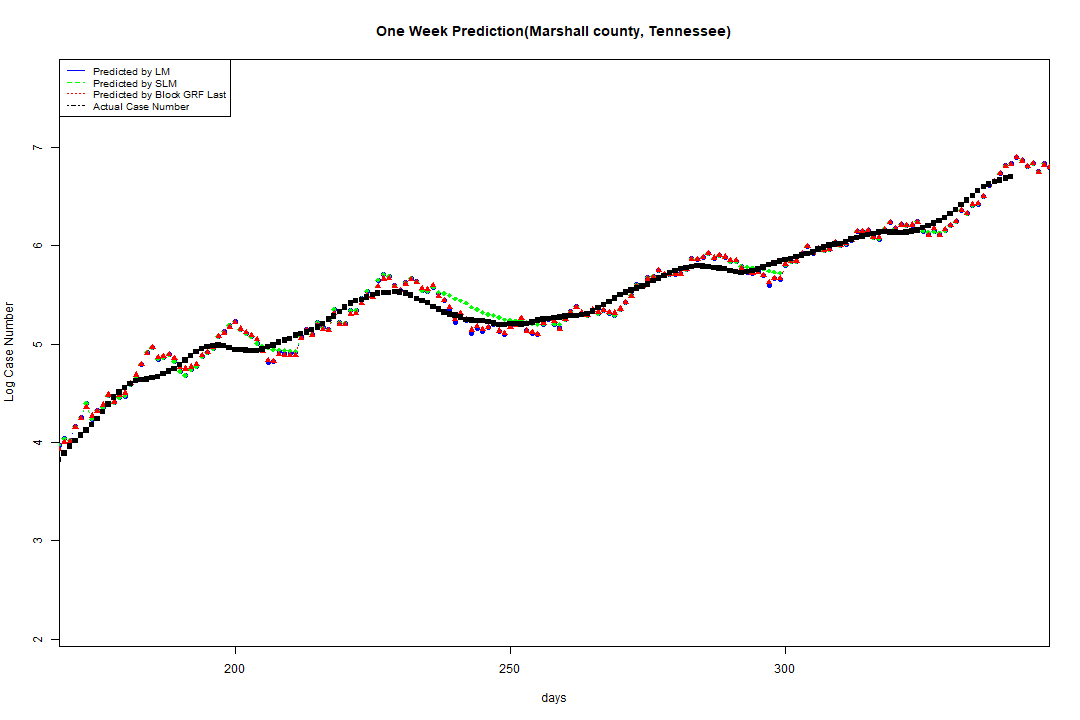 One Week Prediction(Marshall county, Tennessee)
Predicted by LM
Predicted by SLM
Predicted by Block GRF Last
Actual Case Number
7
6
5
4
3
2
Log Case Number
200 250 300
days